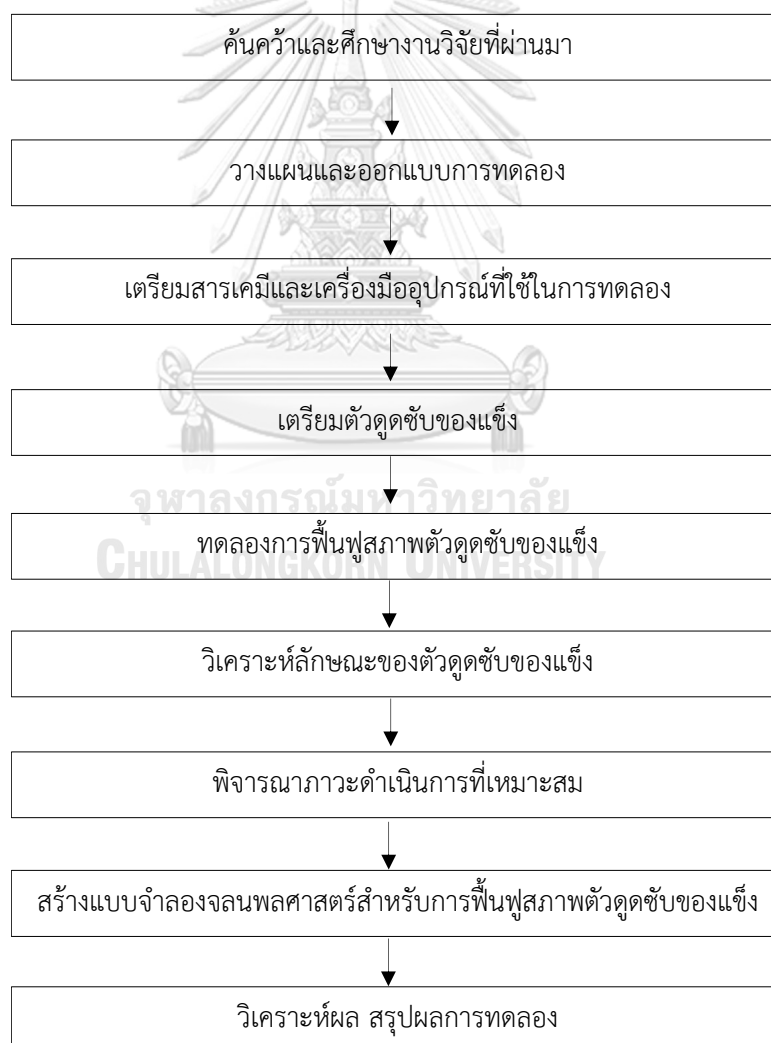 ค้นคว้าและศึกษางานวิจัยที่ผ่านมา
วางแผนและออกแบบการทดลอง
เตรียมสารเคมีและเครื่องมืออุปกรณ์ที่ใช้ในการทดลอง
เตรียมตัวดูดซับของแข็ง
จุฬาลงกรณ์มหาวิทยาลัย
ทดลองการฟื้นฟูสภาพตัวดูดซับของแข็ง
CHULALONGKORN UNIVERSITY
วิเคราะห์ลักษณะของตัวดูดซับของแข็ง
พิจารณาภาวะดำเนินการที่เหมาะสม
สร้างแบบจำลองจลนพลศาสตร์สำหรับการฟื้นฟูสภาพตัวดูดซับของแข็ง
วิเคราะห์ผล สรุปผลการทดลอง